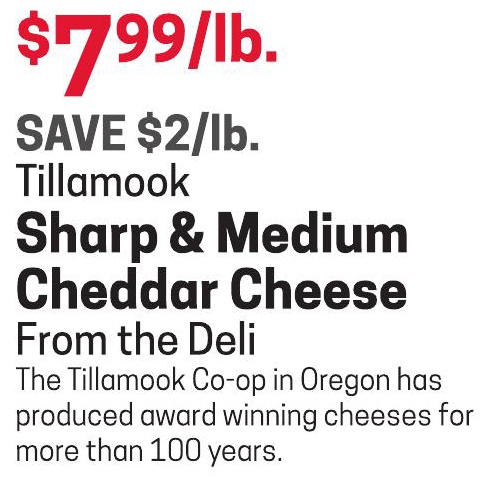 $7.99/lb.
SAVE $2/lb.
Tillamook
Sharp & Medium
Cheddar Cheese
From the Deli
The Tillamook Co-op in Oregon has
produced award winning cheeses for
more than 100 years.